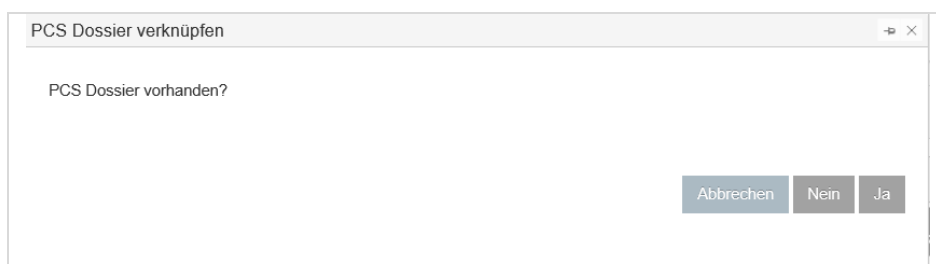 PCS Dossier verknüpfen
PCS Dossier vorhanden?
Abbrechen Nein Ja